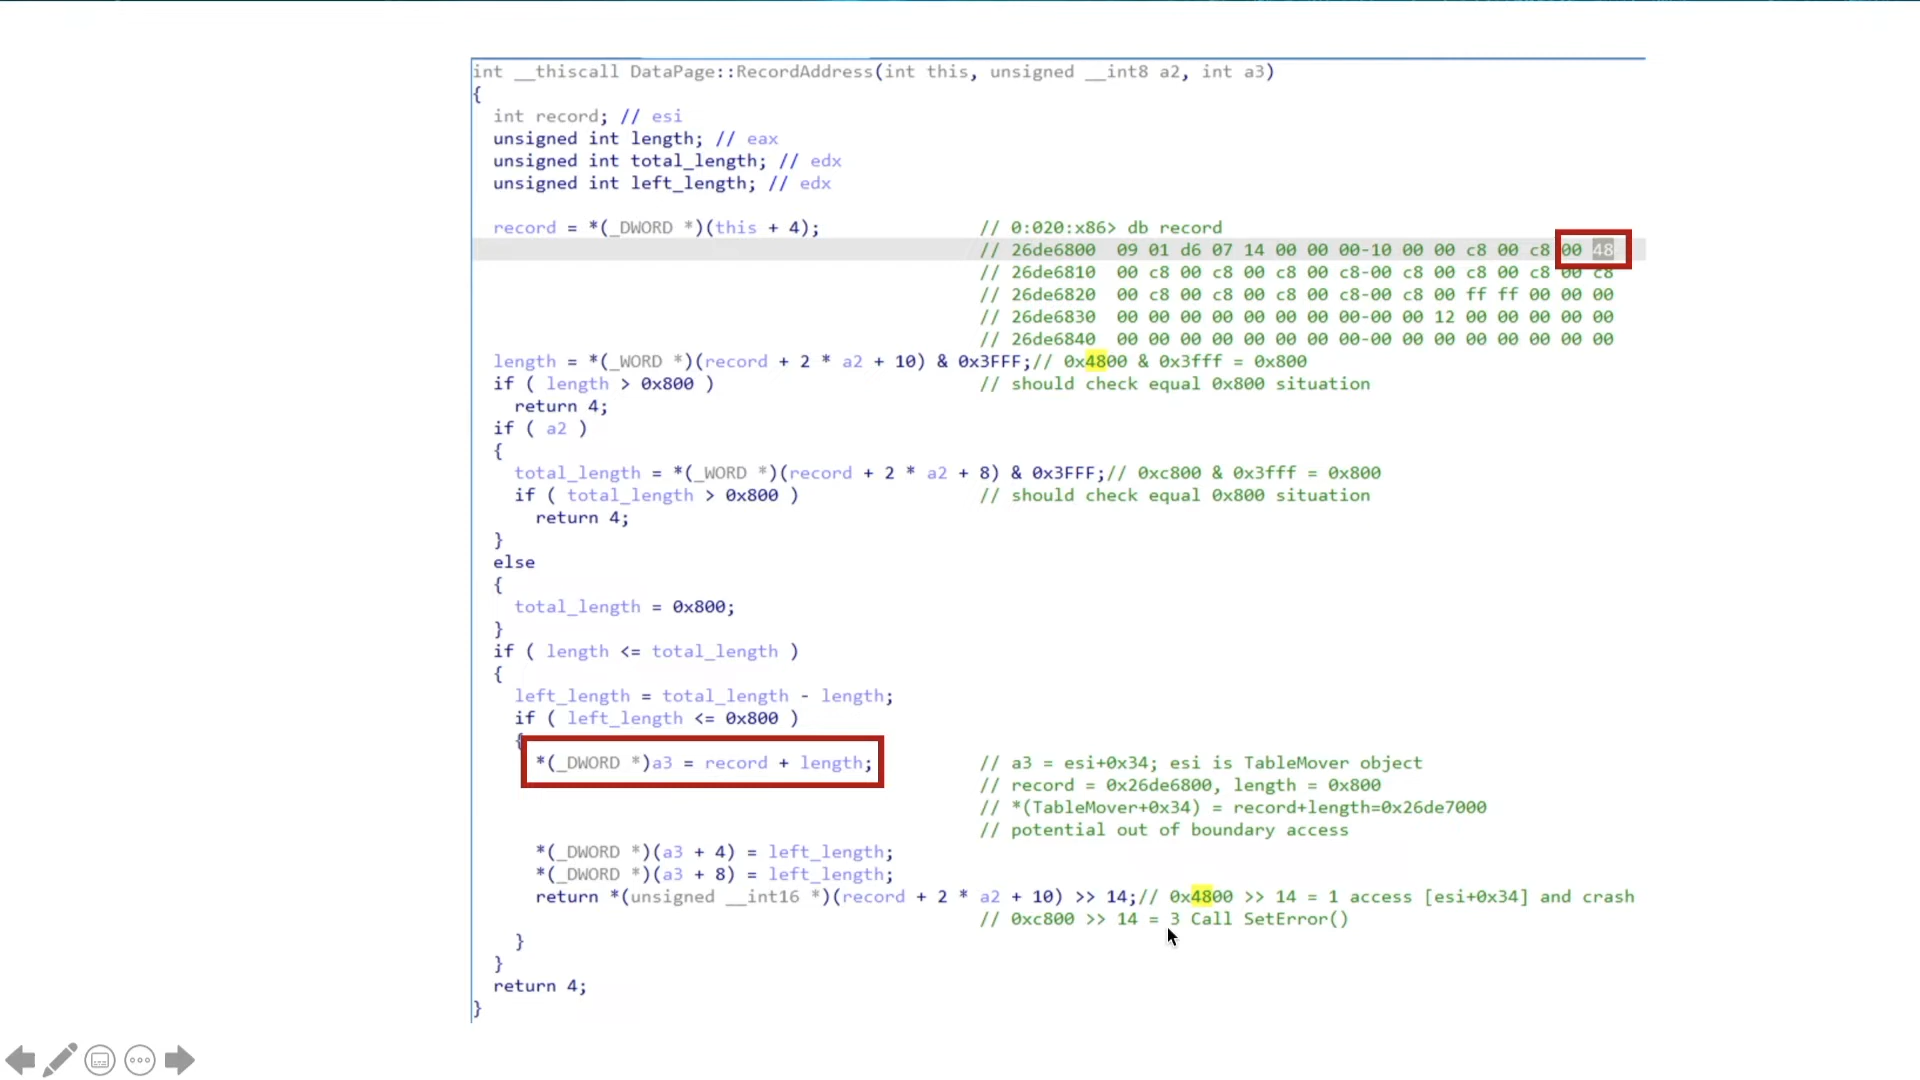 int __thiscall DataPage::RecordAddress(int this, unsigned __int8 a2, int a3)
{
int record; // esi
unsigned int length; // eax
unsigned int total_length; // edx
unsigned int left_length; // edx
record = *(_DWORD *)(this + 4); // 0:020:x86> db record
// 26de6800 09 01 d6 07 14 00 00 00-10 00 00 c8 00 c8 00 48
// 26de6810 00 c8 00 c8 00 c8 00 c8-00 c8 00 c8 00 c8 00 c8
// 26de6820 00 c8 00 c8 00 c8 00 c8-00 c8 00 ff ff 00 00 00
// 26de6830 00 00 00 00 00 00 00 00-00 00 12 00 00 00 00 00
// 26de6840 00 00 00 00 00 00 00 00-00 00 00 00 00 00 00 00
length = *(_WORD *)(record + 2 * a2 + 10) & 0x3FFF;// 0x4800 & 0x3fff = 0x800
if ( length > 0x800 ) // should check equal 0x800 situation
return 4;
if ( a2 )
{
total_length = *(_WORD *)(record + 2 * a2 + 8) & 0x3FFF;// 0xc800 & 0x3fff = 0x800
if ( total_length > 0x800 ) // should check equal 0x800 situation
return 4;
}
else
{
total_length = 0x800;
}
if ( length <= total_length )
{
left_length = total_length - length;
if ( left_length <= 0x800 )
{
*(_DWORD *)a3 = record + length; // a3 = esi+0x34; esi is TableMover object
// record = 0x26de6800, length = 0x800
// *(TableMover+0x34) = record+length=0x26de7000
// potential out of boundary access
*(_DWORD *)(a3 + 4) = left_length;
*(_DWORD *)(a3 + 8) = left_length;
return *(unsigned __int16 *)(record + 2 * a2 + 10) >> 14;// 0x4800 >> 14 = 1 access [esi+0x34] and crash
// 0xc800 >> 14 = 3 Call SetError()
}
}
return 4;
}